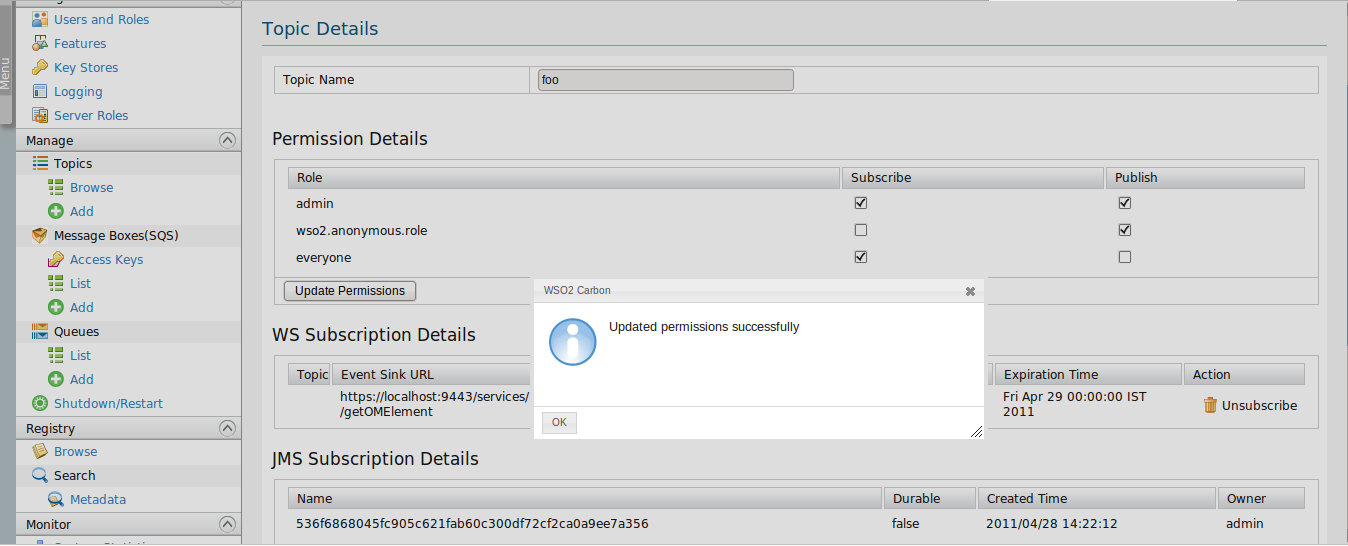 Menu
Users and Roles
Features
Key Stores
Logging
Server Roles
Manage
Topics
Browse
Add
Message Boxes(SQS)
Access Keys
List
Add
Queues
List
Add
Shutdown/Restart
Registry
Browse
Search
Metadata
Monitor
Topic Details
Topic Name foo
Permission Details
Role Subscribe Publish
admin
wso2.anonymous.role
everyone
Update Permissions
WSO2 Carbon
Updated permissions successfully
OK
WS Subscription Details
Topic Event Sink URL Expiration Time Action
https://localhost:9443/services/ Fri Apr 29 00:00:00 IST
/getOMElement 2011 Unsubscribe
JMS Subscription Details
Name Durable Created Time Owner
536f6868045fc905c621fab60c300df72cf2ca0a9ee7a356 false 2011/04/28 14:22:12 admin